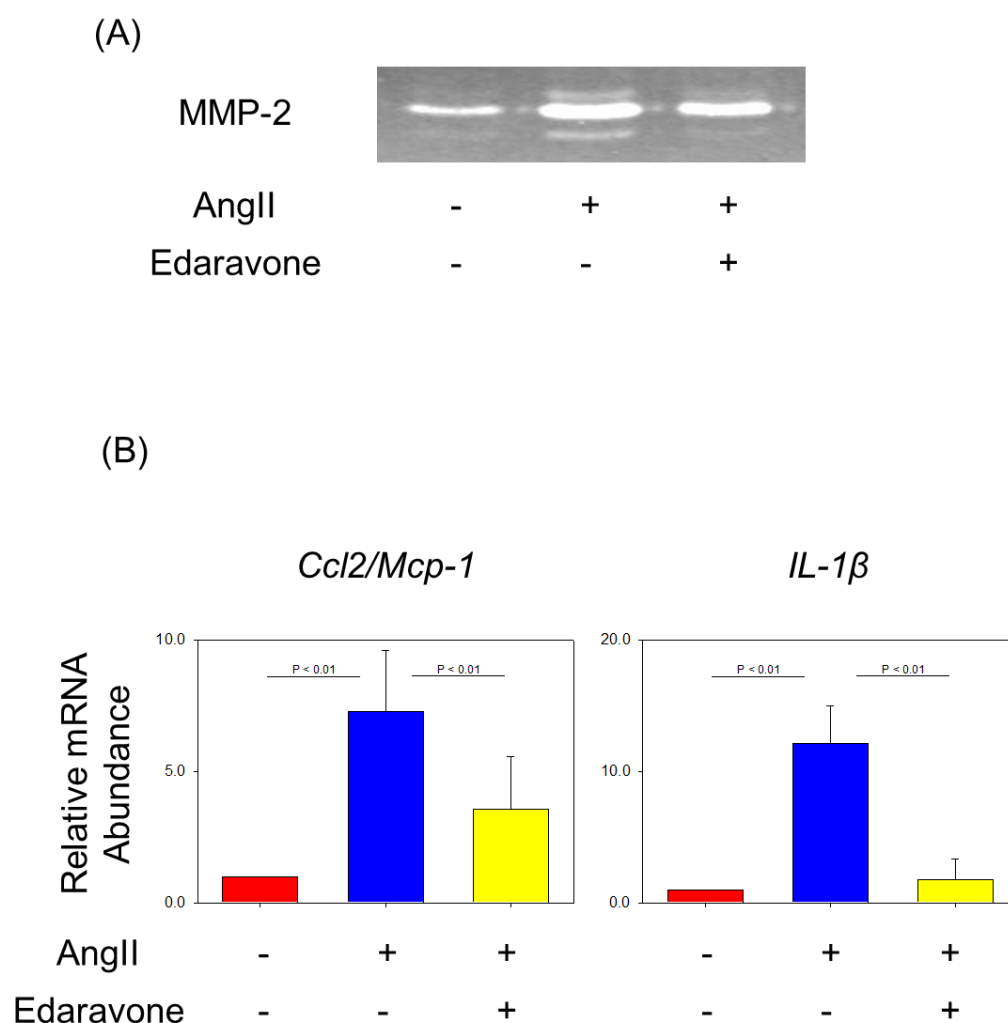 (A)
MMP-2
AngII - + +
Edaravone - - +
(B)
Ccl2/Mcp-1 IL-1β
Relative mRNA
Abundance
10.0 20.0
P < 0.01 P < 0.01 P < 0.01 P < 0.01
5.0 10.0
0.0 0.0
AngII - + + - + +
Edaravone - - + - - +